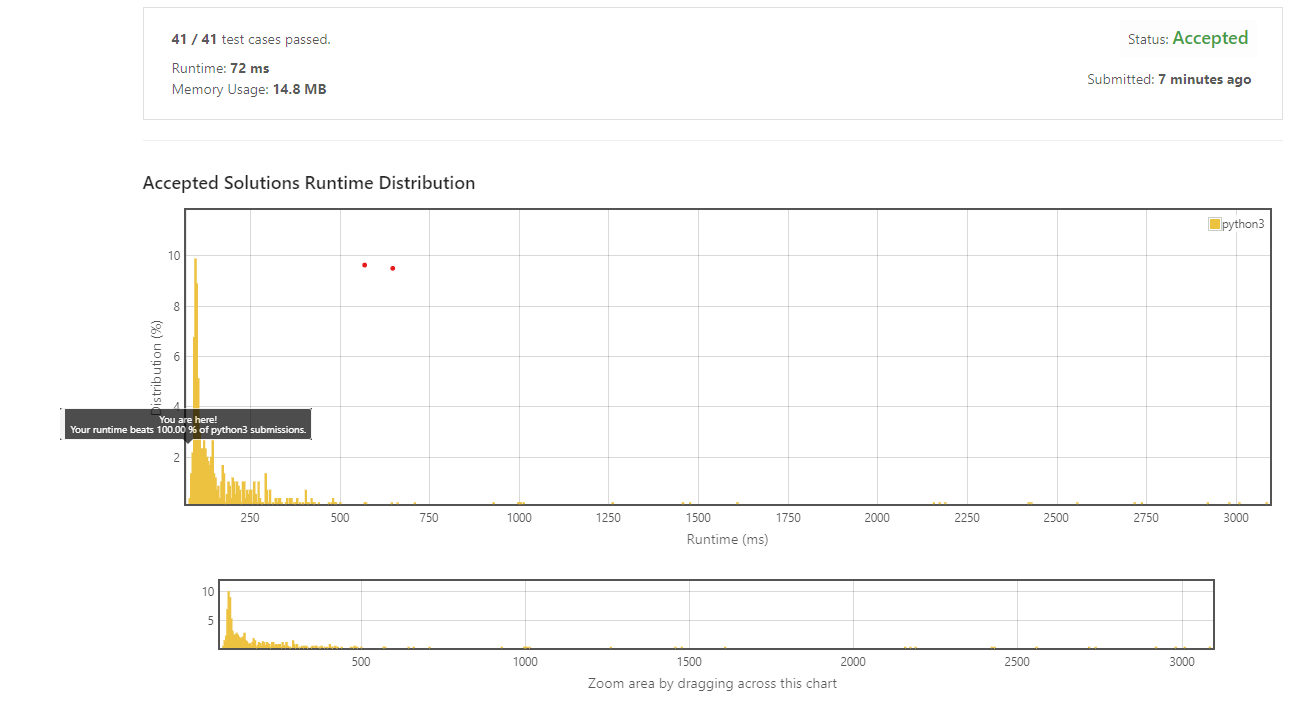 41 / 41 test cases passed.
Status: Accepted
Runtime: 72 ms
Memory Usage: 14.8 MB
Submitted: 7 minutes ago
Accepted Solutions Runtime Distribution
python3
Distribution (%)
10
8
6
4
2
You are here!
Your runtime beats 100.00 % of python3 submissions.
250 500 750 1000 1250 1500 1750 2000 2250 2500 2750 3000
Runtime (ms)
10
5
500 1000 1500 2000 2500 3000
Zoom area by dragging across this chart